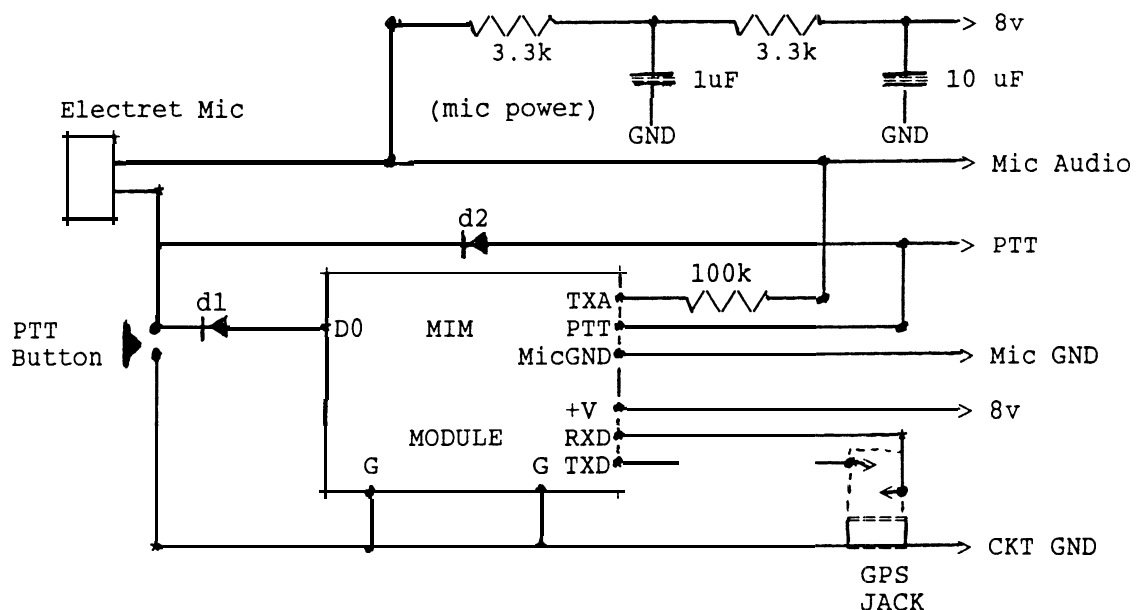 8v
3.3k
3.3k
1uF
10 uF
Electret Mic
(mic power)
GND
GND
Mic Audio
d2
PTT
100k
TXA
d1
PTT
Button
D0
MIM
PTT
MicGND
Mic GND
+V
8v
MODULE
RXD
G
G
TXD
CKT GND
GPS
JACK